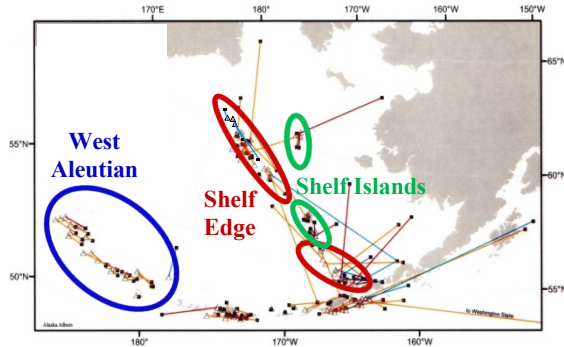 170°E
180°
170°W
160°W
150°W
65°N
60°N
55°N
50°N
55°N
West
Aleutian
Shelf
Edge
Shelf Islands
to Washington State
Alaska Albers
180°
170°W
160°W